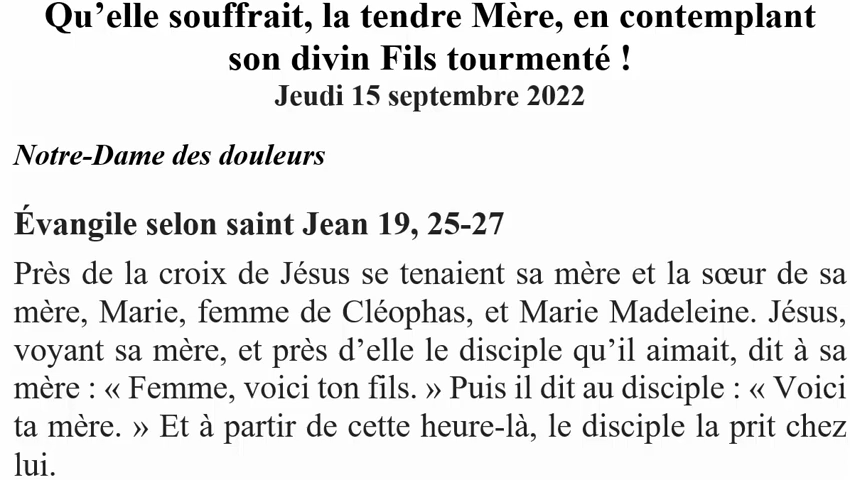 Qu’elle souffrait, la tendre Mère, en contemplant
son divin Fils tourmenté !
Jeudi 15 septembre 2022
Notre-Dame des douleurs
Évangile selon saint Jean 19, 25-27
Près de la croix de Jésus se tenaient sa mère et la sœur de sa
mère, Marie, femme de Cléophas, et Marie Madeleine. Jésus,
voyant sa mère, et près d’elle le disciple qu’il aimait, dit à sa
mère : « Femme, voici ton fils. » Puis il dit au disciple : « Voici
ta mère. » Et à partir de cette heure-là, le disciple la prit chez
lui.